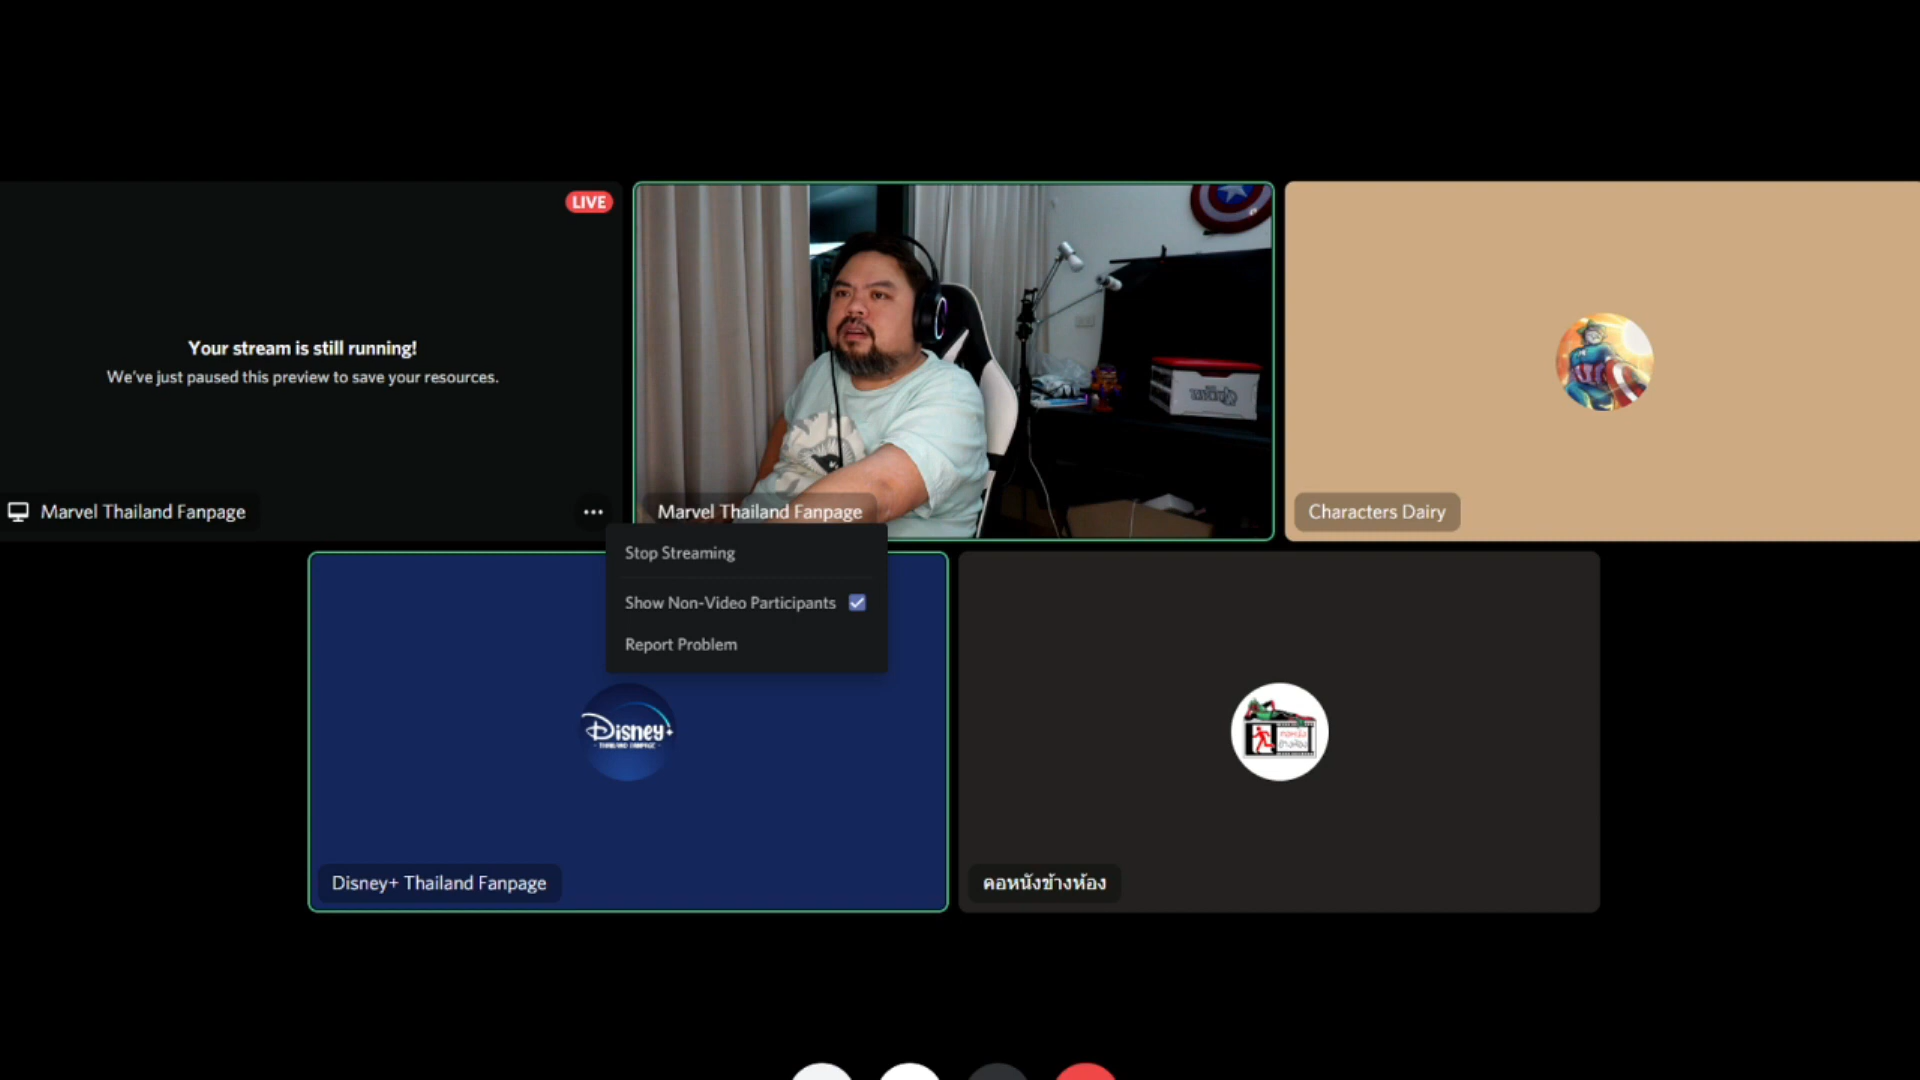 LIVE
Your stream is still running!
We've just paused this preview to save your resources.
Marvel Thailand Fanpage
Marvel Thailand Fanpage
Characters Dairy
Stop Streaming
Show Non-Video Participants
Report Problem
Disney+
THAILAND FANPAGE
Disney+ Thailand Fanpage
คอหนังข้างห้อง